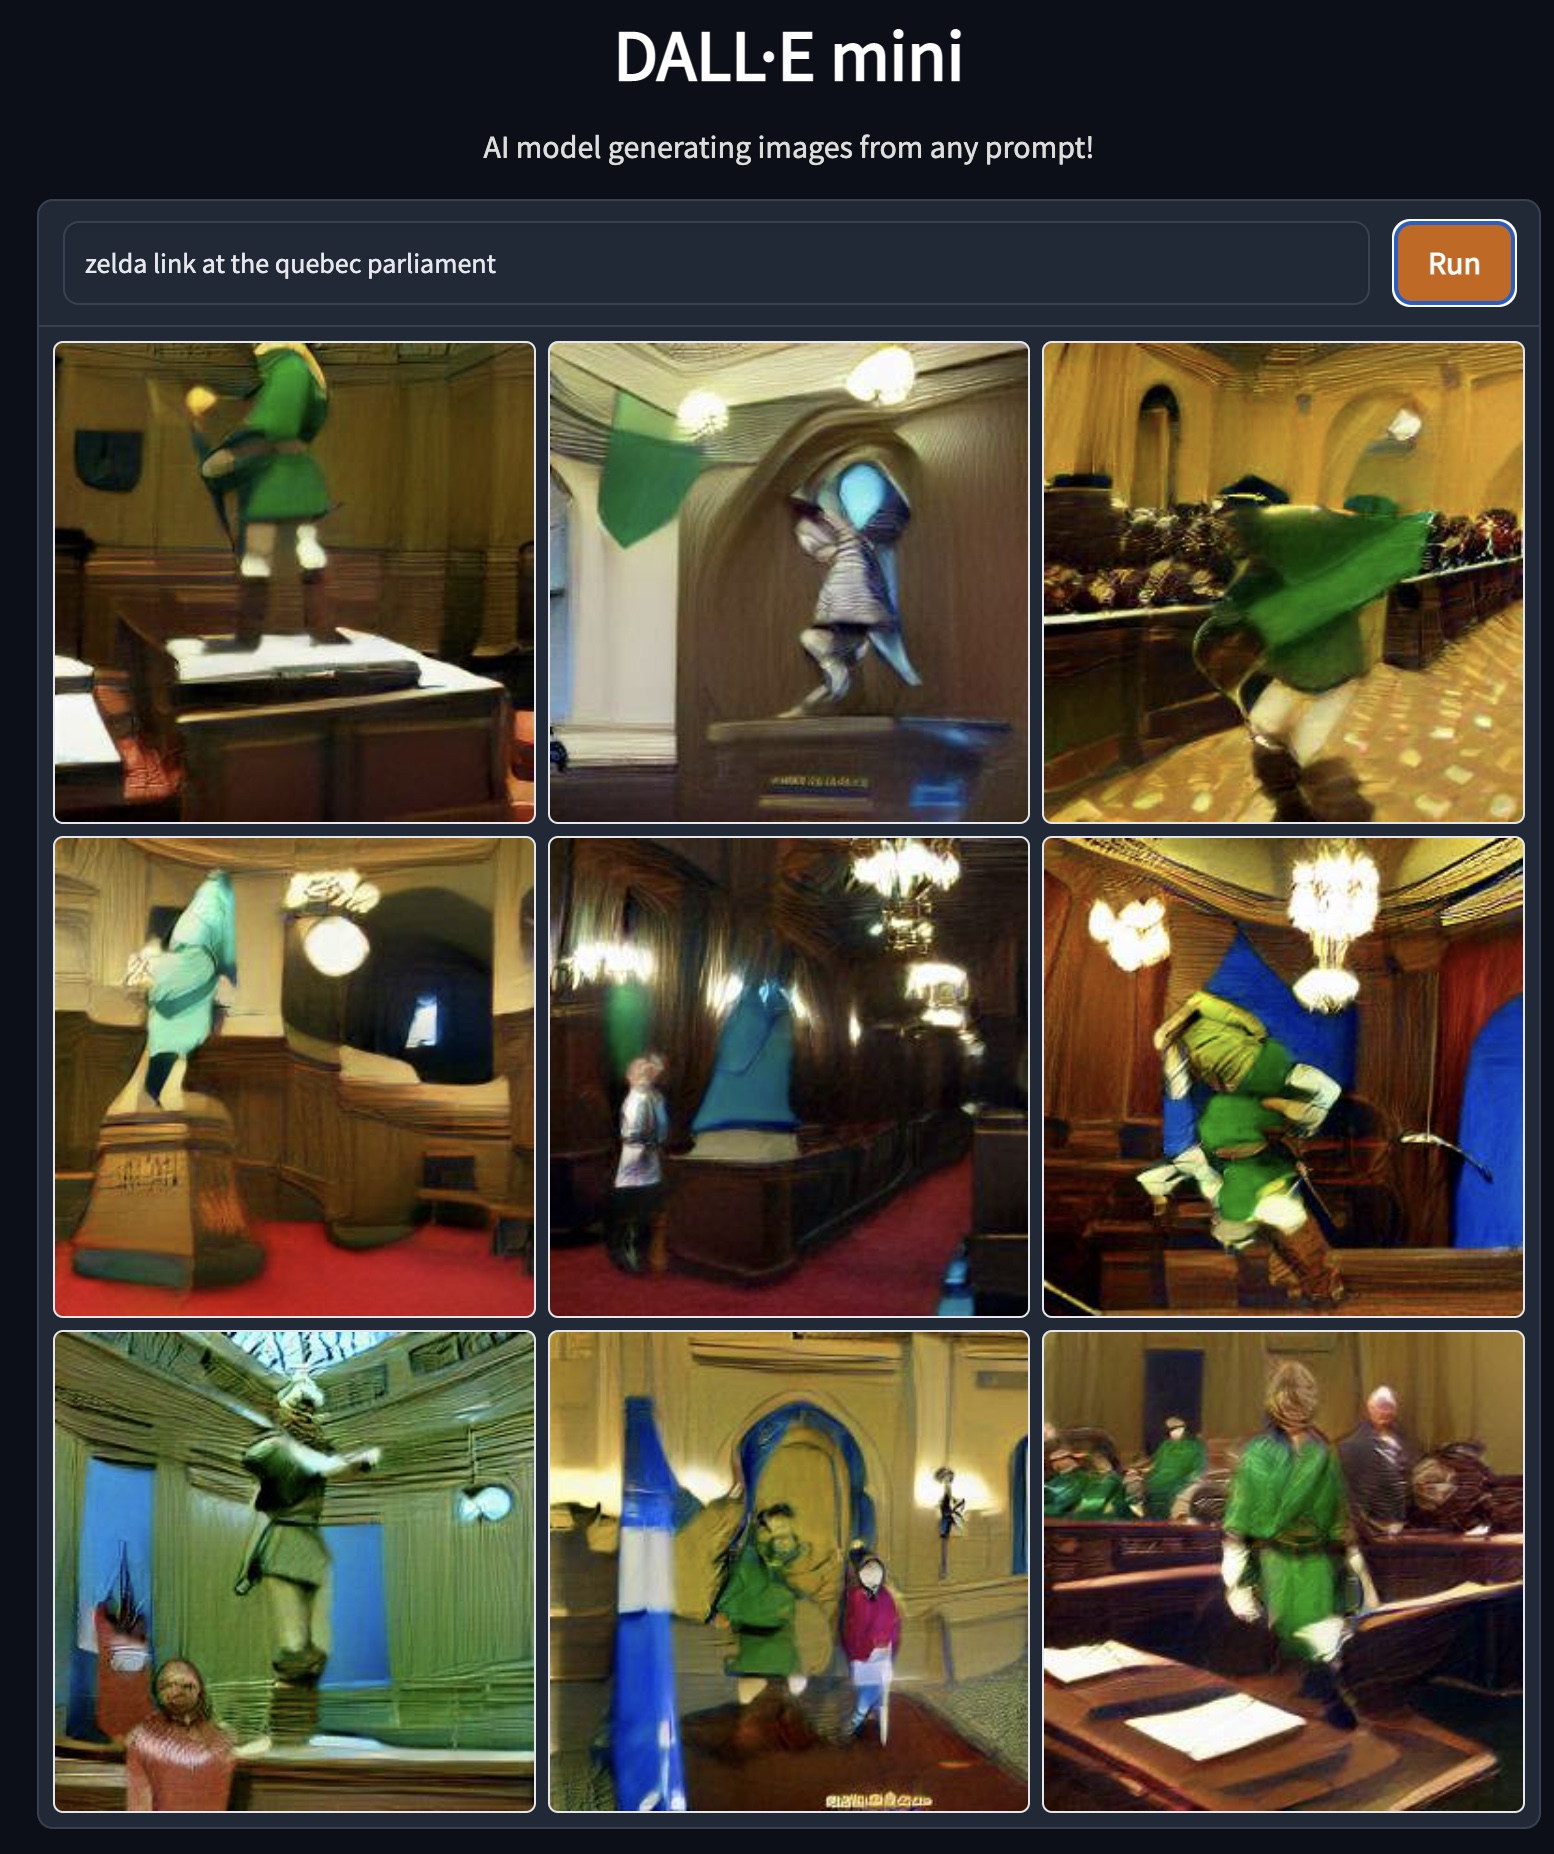 DALL·E mini
AI model generating images from any prompt!
zelda link at the quebec parliament
Run